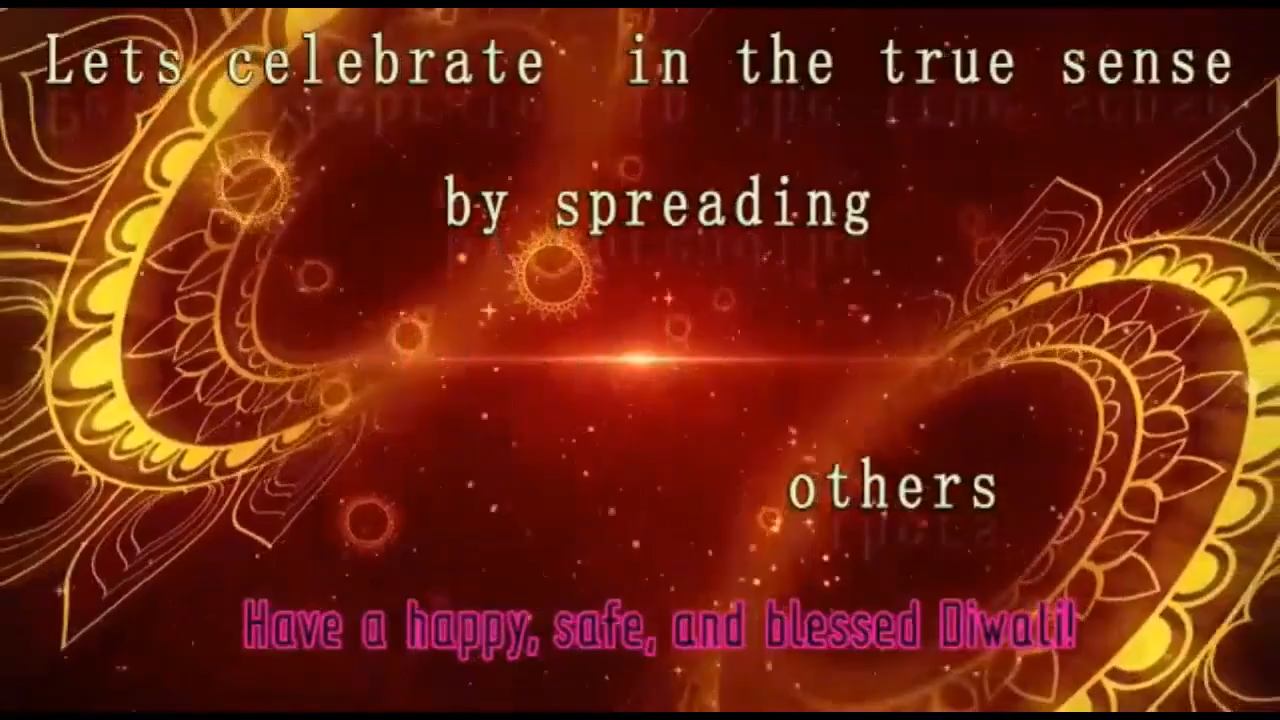 Lets celebrate in the true sense
by spreading
others
Have a happy, safe, and blessed Diwali!